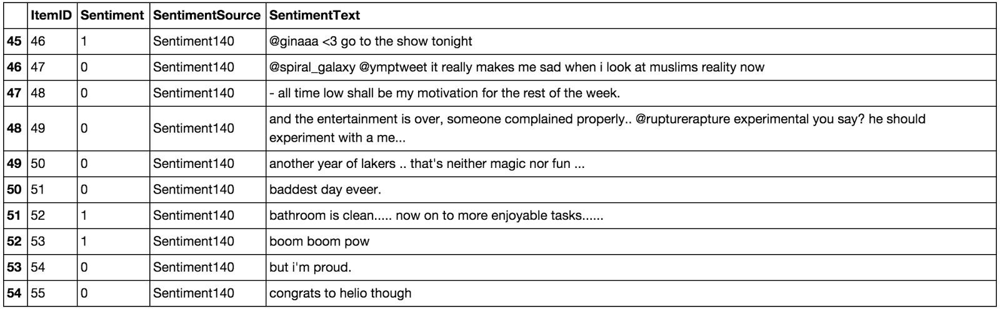 ItemID Sentiment SentimentSource SentimentText
45 46 1 Sentiment140 @ginaaa <3 go to the show tonight
46 47 0 Sentiment140 @spiral_galaxy @ymptweet it really makes me sad when i look at muslims reality now
47 48 0 Sentiment140 - all time low shall be my motivation for the rest of the week.
48 49 0 Sentiment140 and the entertainment is over, someone complained properly.. @rupturerapture experimental you say? he should
experiment with a me...
49 50 0 Sentiment140 another year of lakers .. that's neither magic nor fun ...
50 51 0 Sentiment140 baddest day eveer.
51 52 1 Sentiment140 bathroom is clean..... now on to more enjoyable tasks......
52 53 1 Sentiment140 boom boom pow
53 54 0 Sentiment140 but i'm proud.
54 55 0 Sentiment140 congrats to helio though